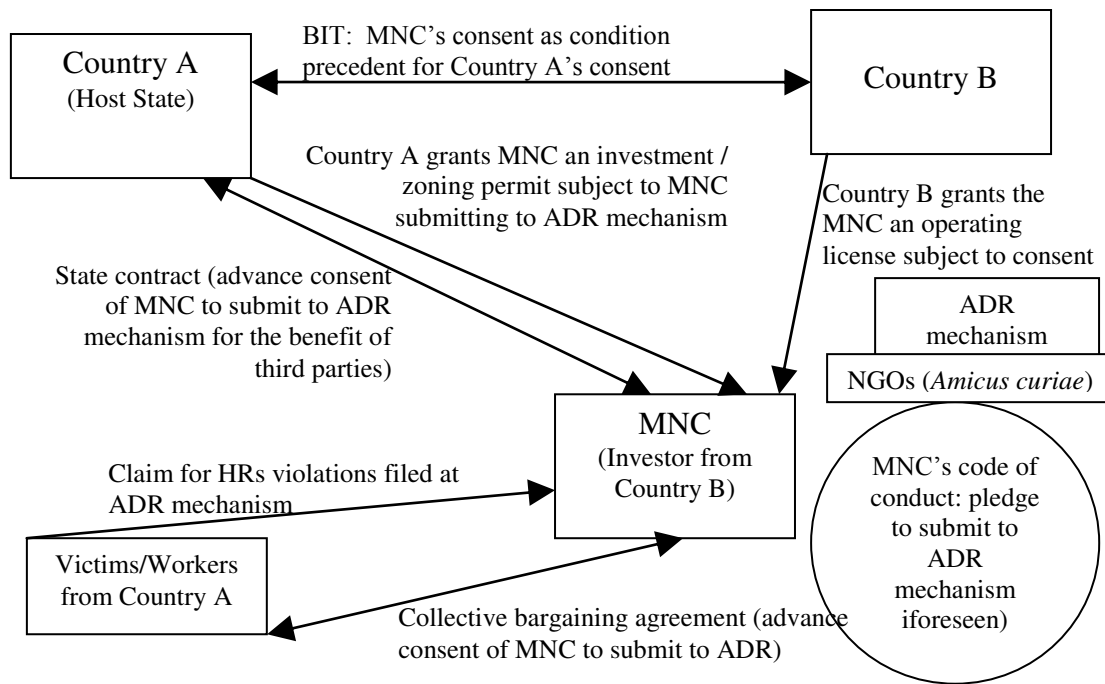 BIT:  MNC’s consent as condition
precedent for Country A’s consent
Country A
(Host State)
Country B
Country A grants MNC an investment /
zoning permit subject to MNC
submitting to ADR mechanism
Country B grants the
MNC an operating
license subject to consent
State contract (advance consent
of MNC to submit to ADR
mechanism for the benefit of
third parties)
ADR
mechanism
NGOs (Amicus curiae)
MNC
(Investor from
Country B)
MNC’s code of
conduct: pledge
to submit to
ADR
mechanism
iforeseen)
Claim for HRs violations filed at
ADR mechanism
Victims/Workers
from Country A
Collective bargaining agreement (advance
consent of MNC to submit to ADR)